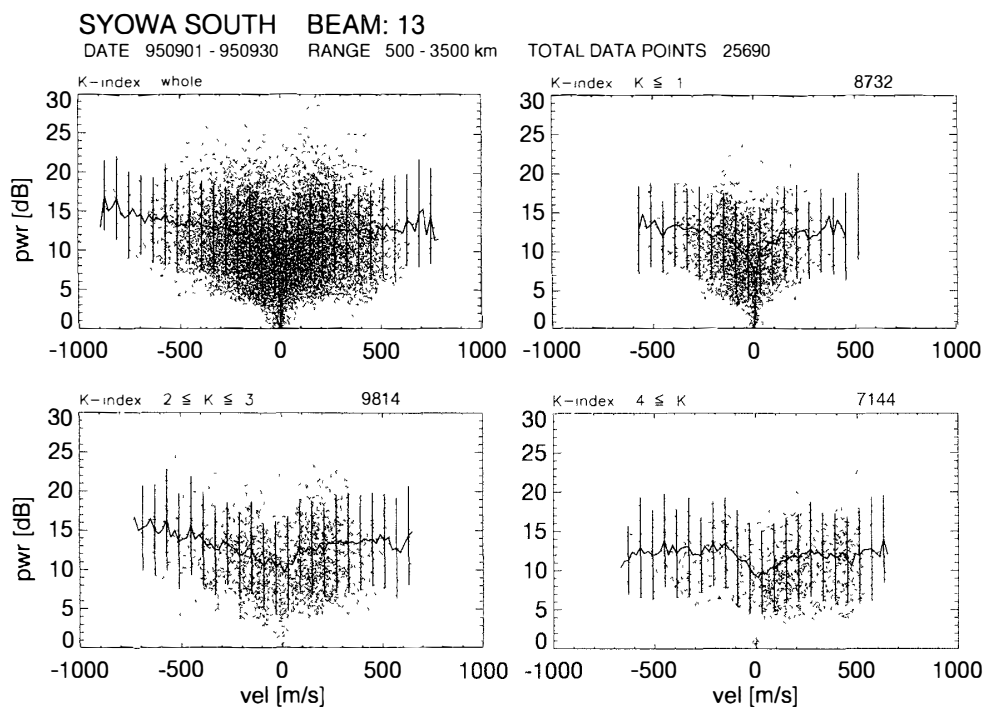 SYOWA SOUTH BEAM: 13
DATE 950901 - 950930 RANGE 500 - 3500 km TOTAL DATA POINTS 25690
K-index whole
K-index K ≦ 1 8732
30
25
20
15
10
5
0
pwr [dB]
-1000 -500 0 500 1000
30
25
20
15
10
5
0
-1000 -500 0 500 1000
K-index 2 ≦ K ≦ 3 9814
K-index 4 ≦ K 7144
30
25
20
15
10
5
0
pwr [dB]
-1000 -500 0 500 1000
vel [m/s]
30
25
20
15
10
5
0
-1000 -500 0 500 1000
vel [m/s]